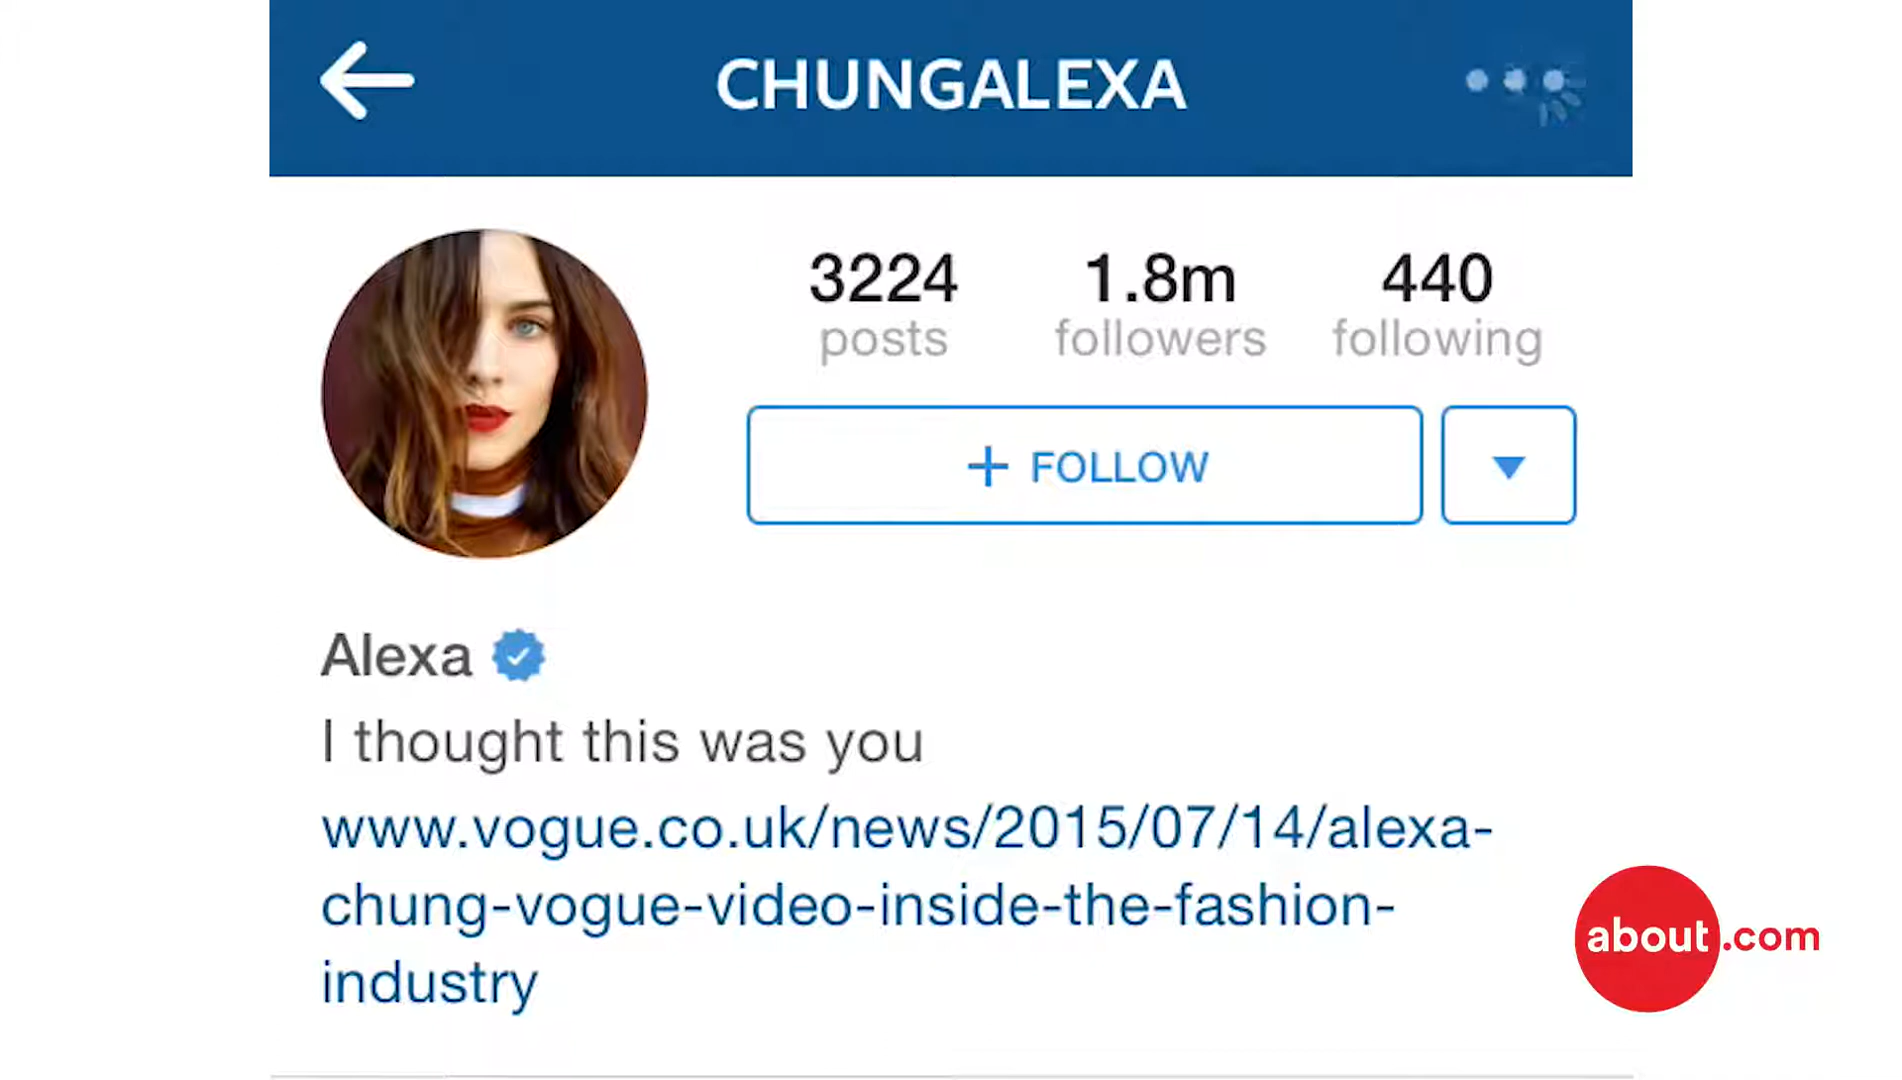 CHUNGALEXA
3224 1.8m 440
posts followers following
+ FOLLOW
Alexa
I thought this was you
www.vogue.co.uk/news/2015/07/14/alexa-
chung-vogue-video-inside-the-fashion-
industry
about.com